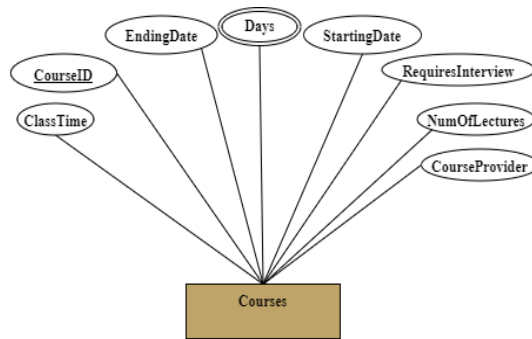 Days
EndingDate
StartingDate
CourseID
RequiresInterview
ClassTime
NumOfLectures
CourseProvider
Courses